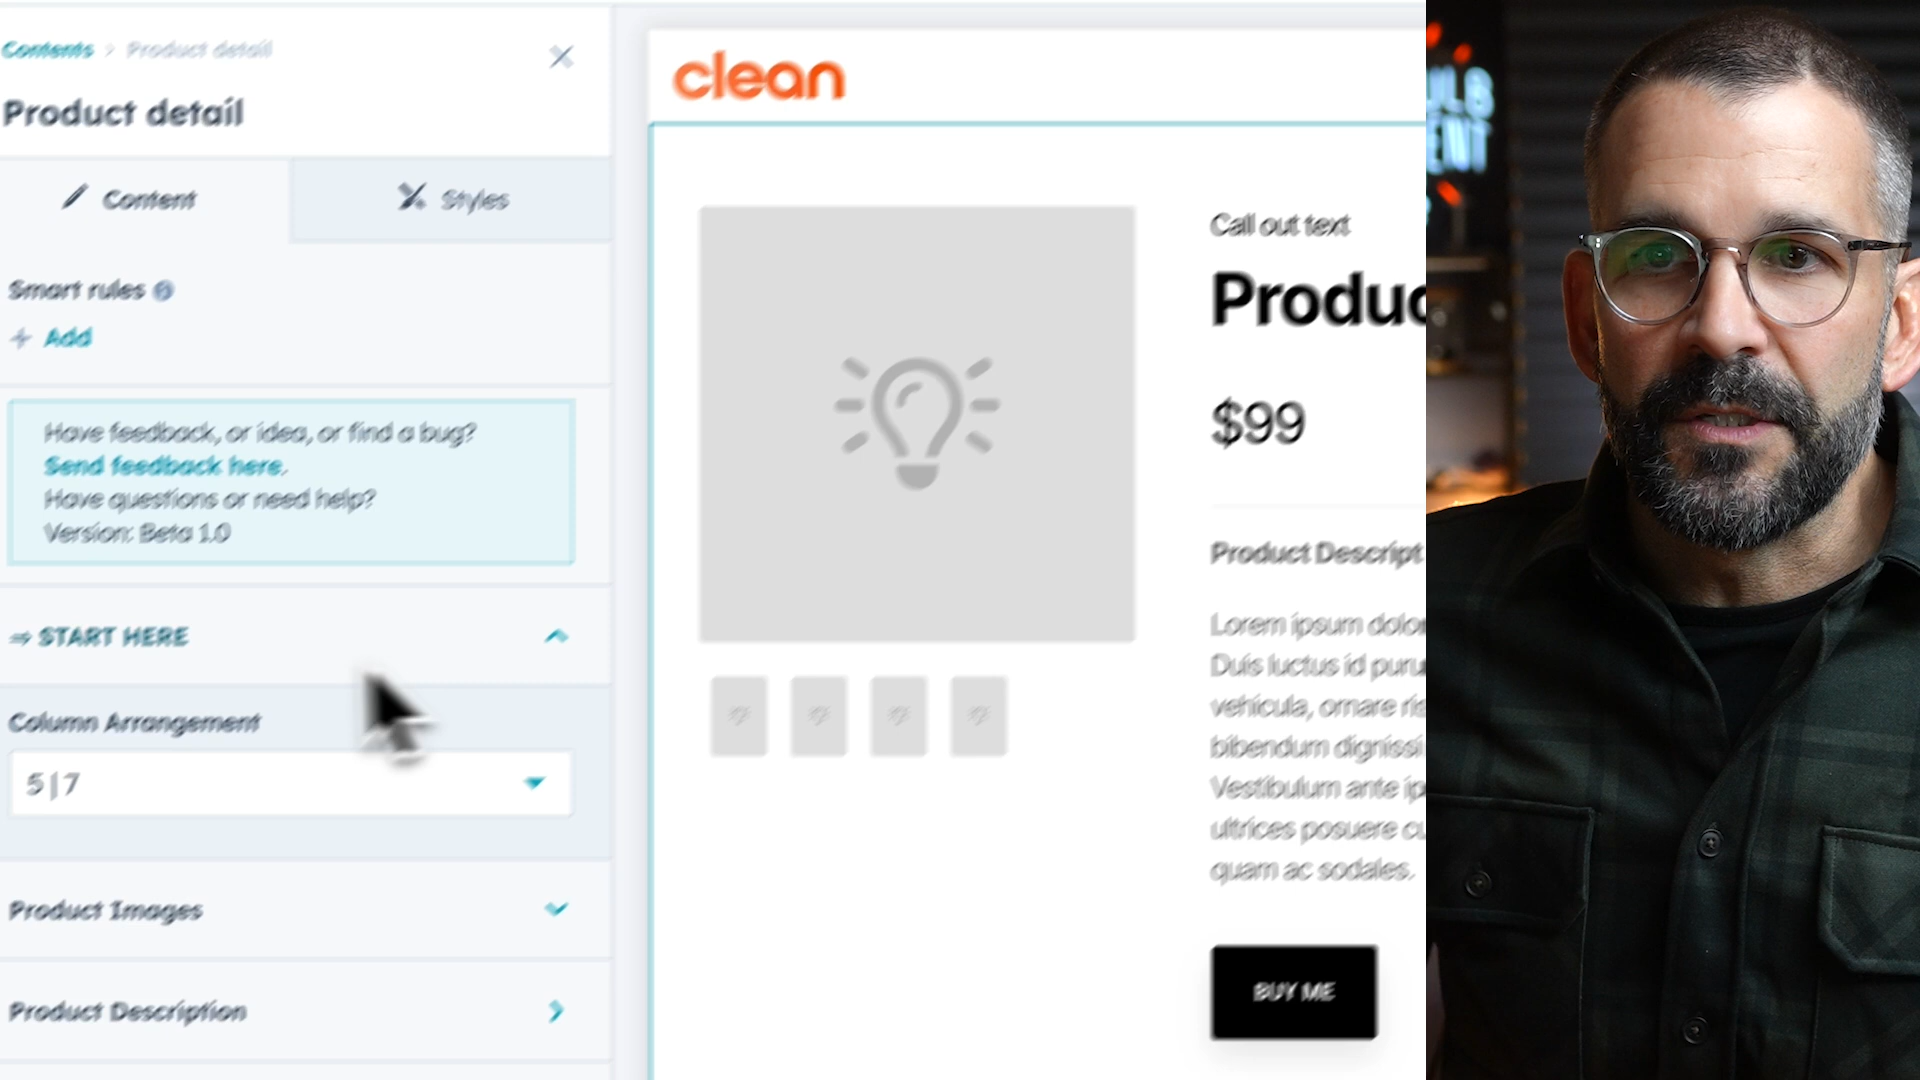 Contents > Product detail
Product detail
Content
Styles
Smart rules
+ Add
Have feedback, or idea, or find a bug?
Send feedback here.
Have questions or need help?
Version: Beta 1.0
⇒ START HERE
Column Arrangement
5 | 7
Product Images
Product Description
clean
Call out text
Produc
$99
Product Descript
Lorem ipsum dolor
Duis luctus id puru
vehicula, ornare ris
bibendum dignissi
Vestibulum ante ip
ultrices posuere cu
quam ac sodales.
BUY ME